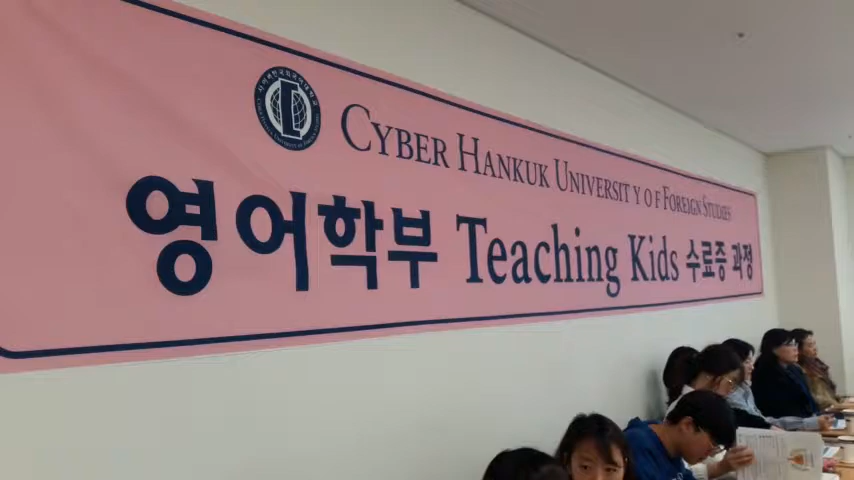 CYBER HANKUK UNIVERSITY OF FOREIGN STUDIES
영어학부 Teaching Kids 수료증 과정